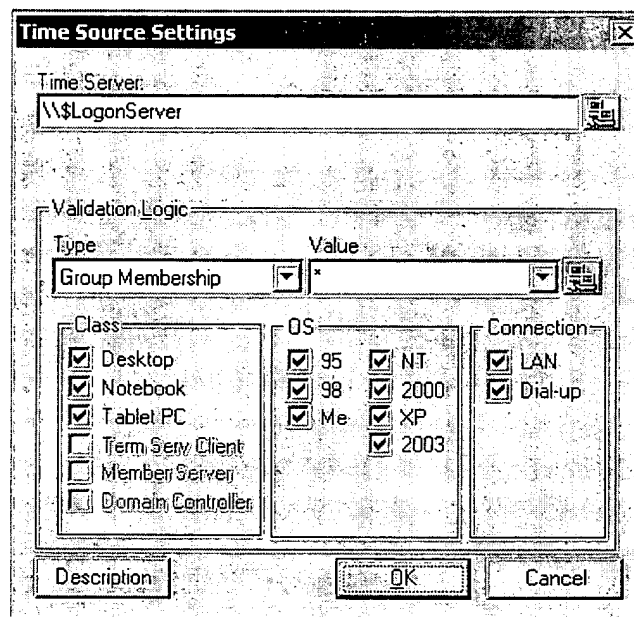 Time Source Settings
Time Server:
\\$LogonServer
Validation Logic
Type Value
Group Membership *
Class OS Connection
Desktop 95 NT LAN
Notebook 98 2000 Dial-up
Tablet PC Me XP
Term Serv Client 2003
Member Server
Domain Controller
Description OK Cancel